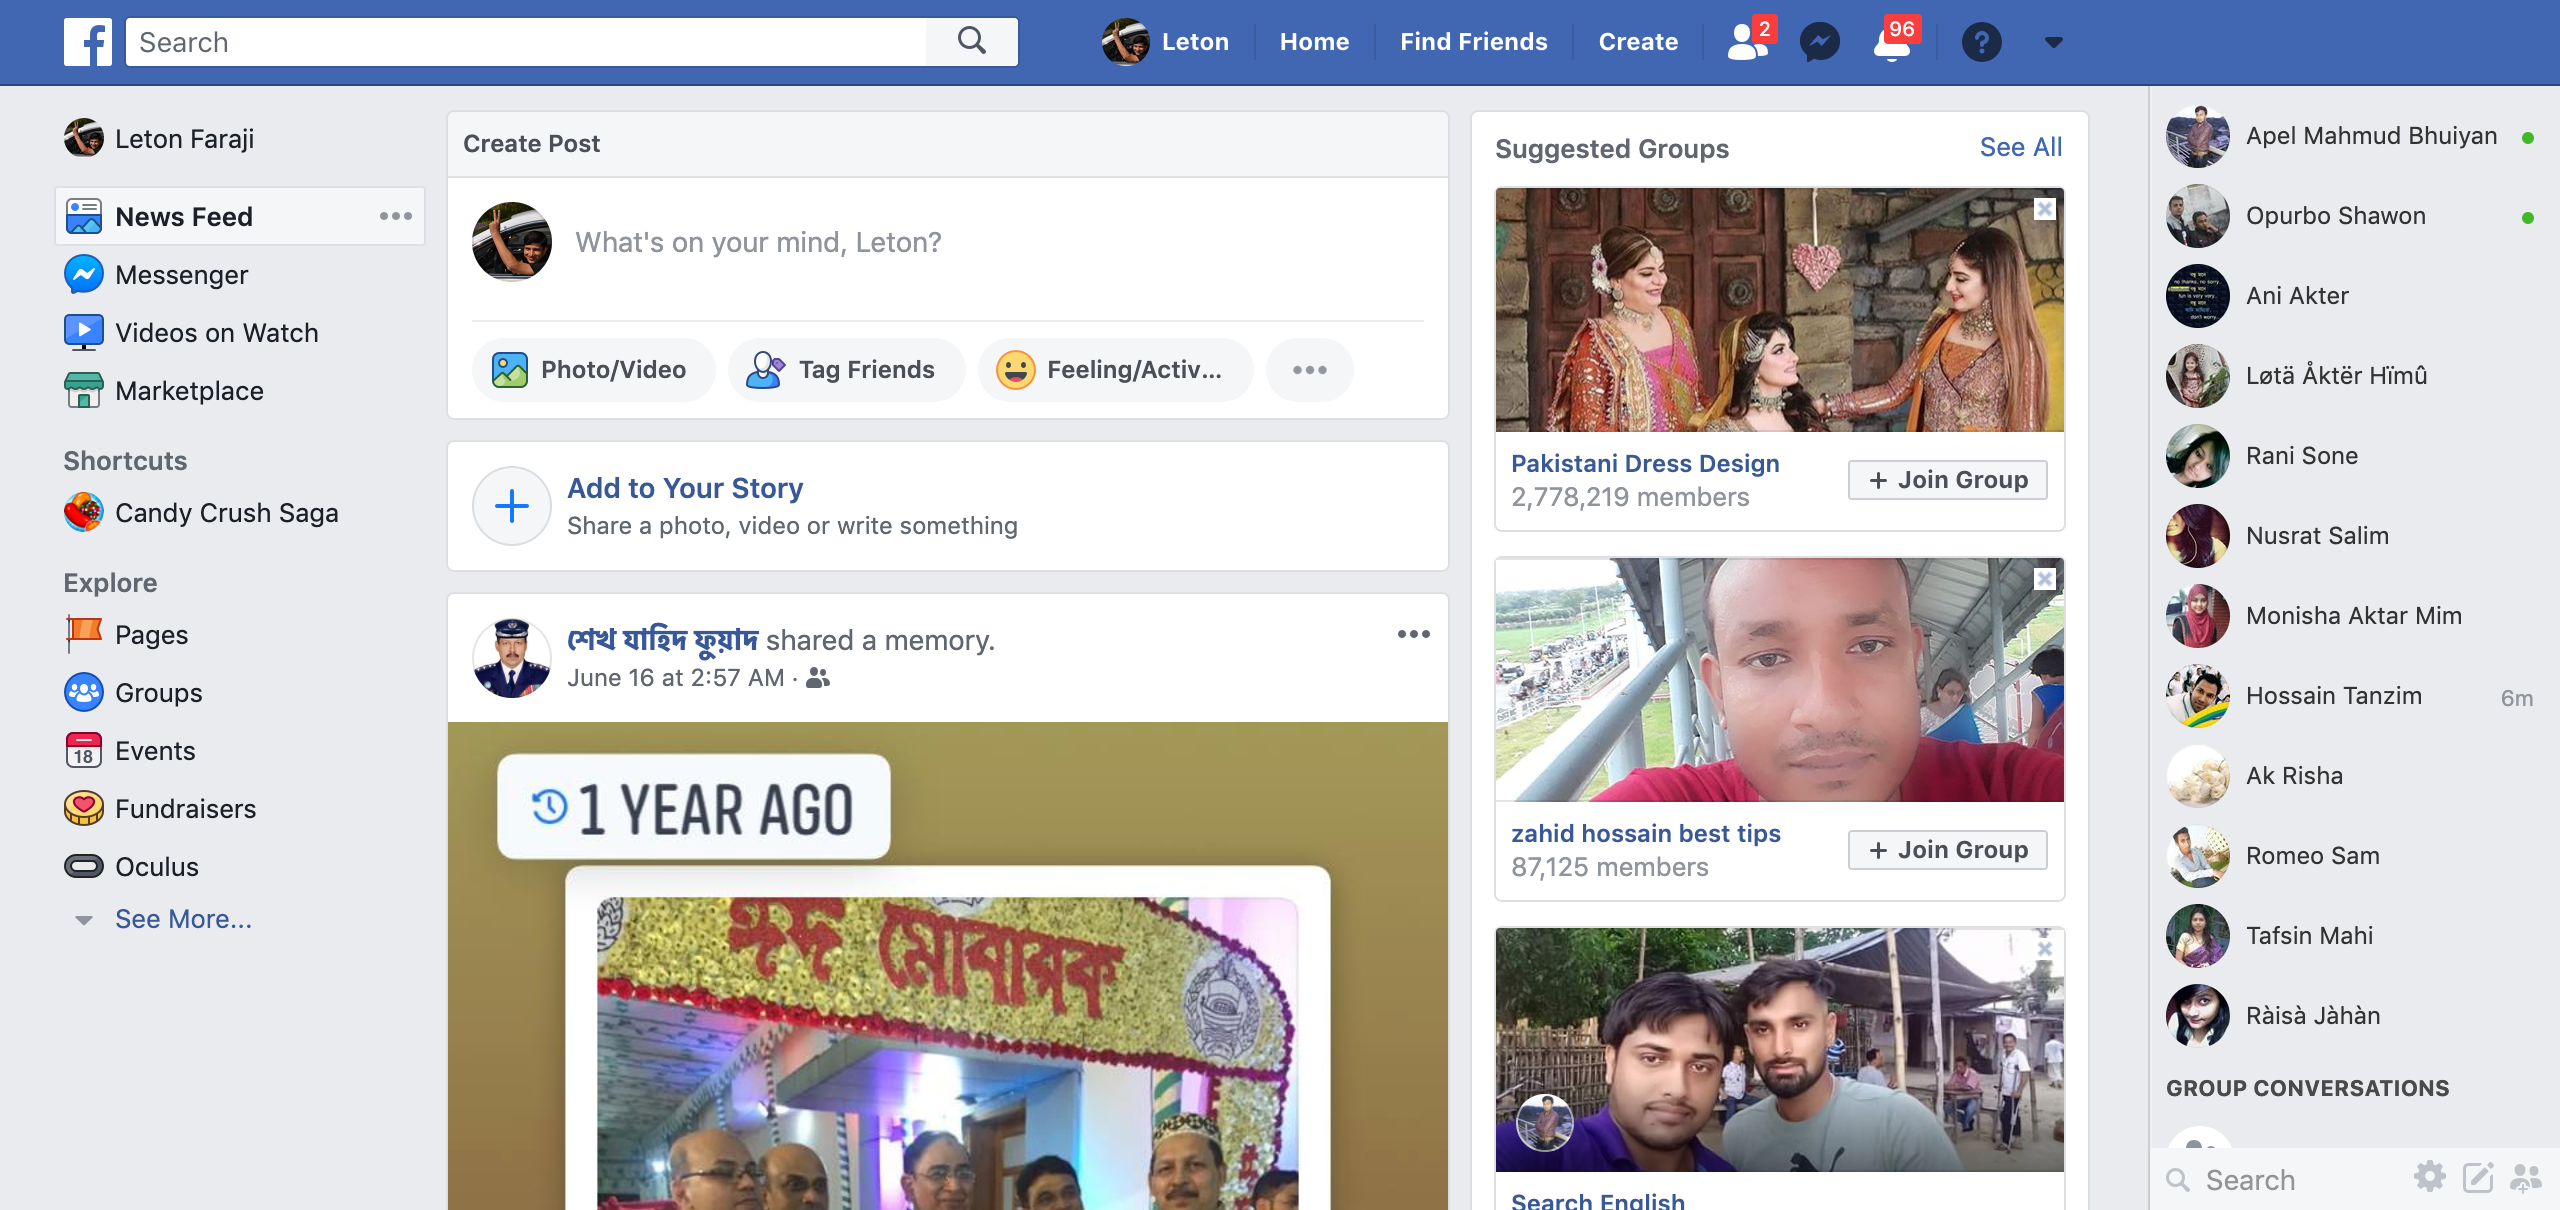 Search
Leton
Home
Find Friends
Create
2
96
?
Leton Faraji
News Feed
Messenger
Videos on Watch
Marketplace
Shortcuts
Candy Crush Saga
Explore
Pages
Groups
18
Events
Fundraisers
Oculus
See More...
Create Post
What's on your mind, Leton?
Photo/Video
Tag Friends
Feeling/Activ...
Add to Your Story
Share a photo, video or write something
শেখ যাহিদ ফুয়াদ shared a memory.
June 16 at 2:57 AM ·
1 YEAR AGO
ঈদ মোবারক
Suggested Groups
See All
Pakistani Dress Design
2,778,219 members
+ Join Group
zahid hossain best tips
87,125 members
+ Join Group
Search English
Apel Mahmud Bhuiyan
Opurbo Shawon
Ani Akter
Løtä Åktër Hïmû
Rani Sone
Nusrat Salim
Monisha Aktar Mim
Hossain Tanzim 6m
Ak Risha
Romeo Sam
Tafsin Mahi
Ràisà Jàhàn
GROUP CONVERSATIONS
Search